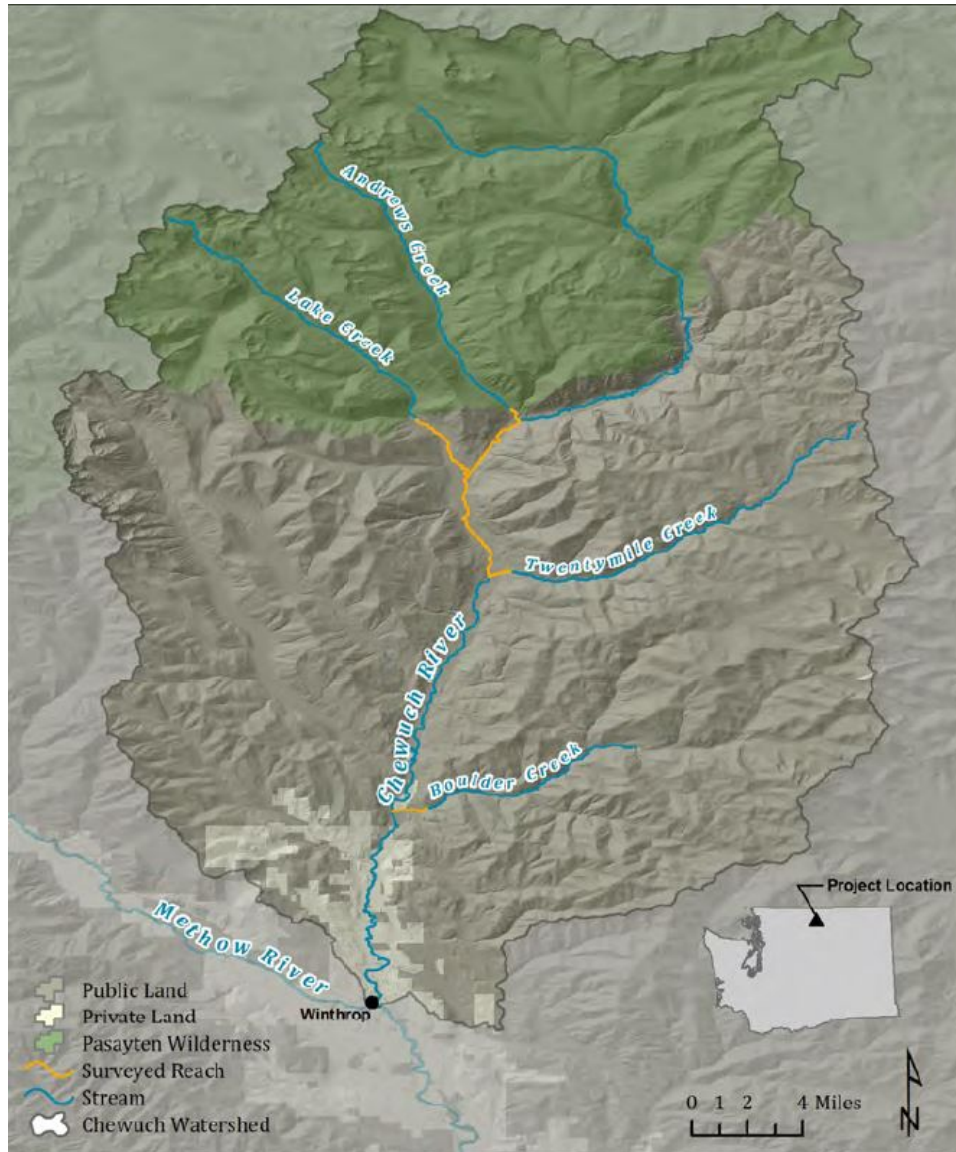 Andrews Creek
Lake Creek
Twentymile Creek
Chewuch River
Boulder Creek
Project Location
Methow River
Winthrop
Public Land
Private Land
Pasayten Wilderness
Surveyed Reach
Stream
Chewuch Watershed
0 1 2 4 Miles
N